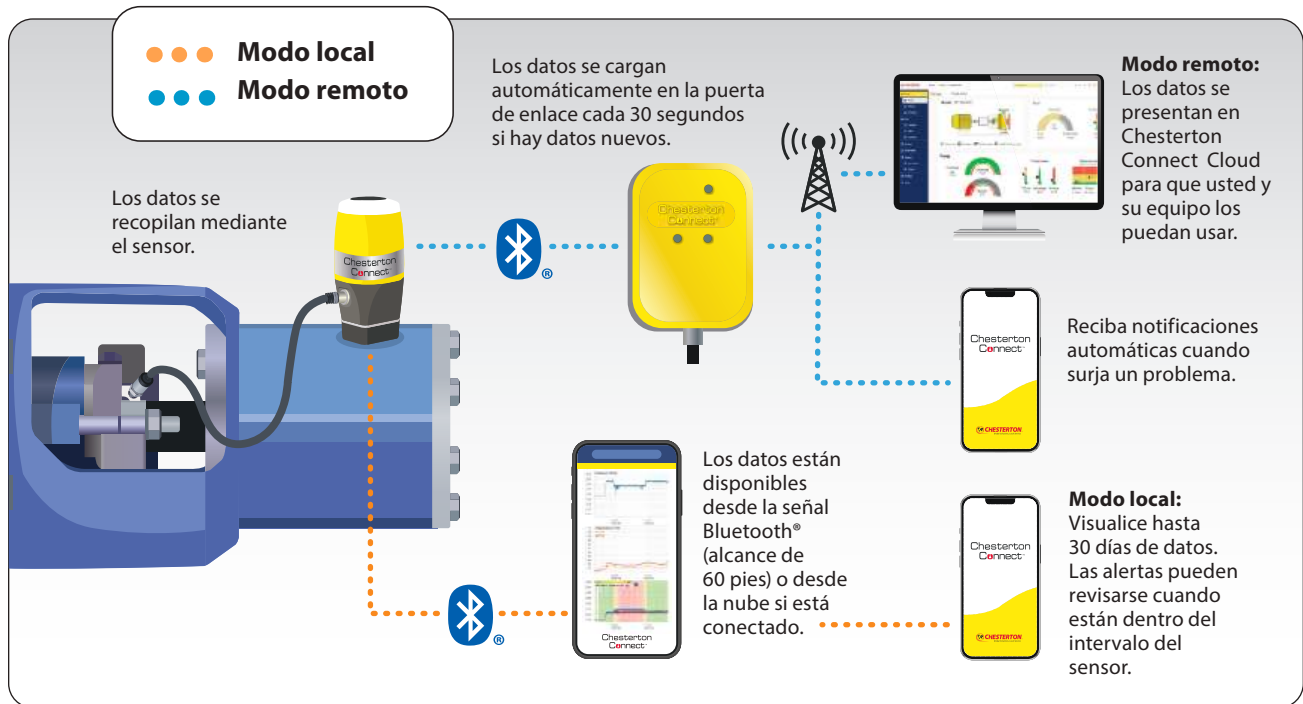 Modo local
Modo remoto
Los datos se cargan
automáticamente en la puerta
de enlace cada 30 segundos
si hay datos nuevos.
Modo remoto:
Los datos se
presentan en
Chesterton
Connect Cloud
para que usted y
su equipo los
puedan usar.
Los datos se
recopilan mediante
el sensor.
Chesterton
Connect
®
Chesterton
Connect
Chesterton
Connect
CHESTERTON
Reciba notificaciones
automáticas cuando
surja un problema.
Los datos están
disponibles
desde la señal
Bluetooth®
(alcance de
60 pies) o desde
la nube si está
conectado.
®
Chesterton
Connect
Chesterton
Connect
CHESTERTON
Modo local:
Visualice hasta
30 días de datos.
Las alertas pueden
revisarse cuando
están dentro del
intervalo del
sensor.